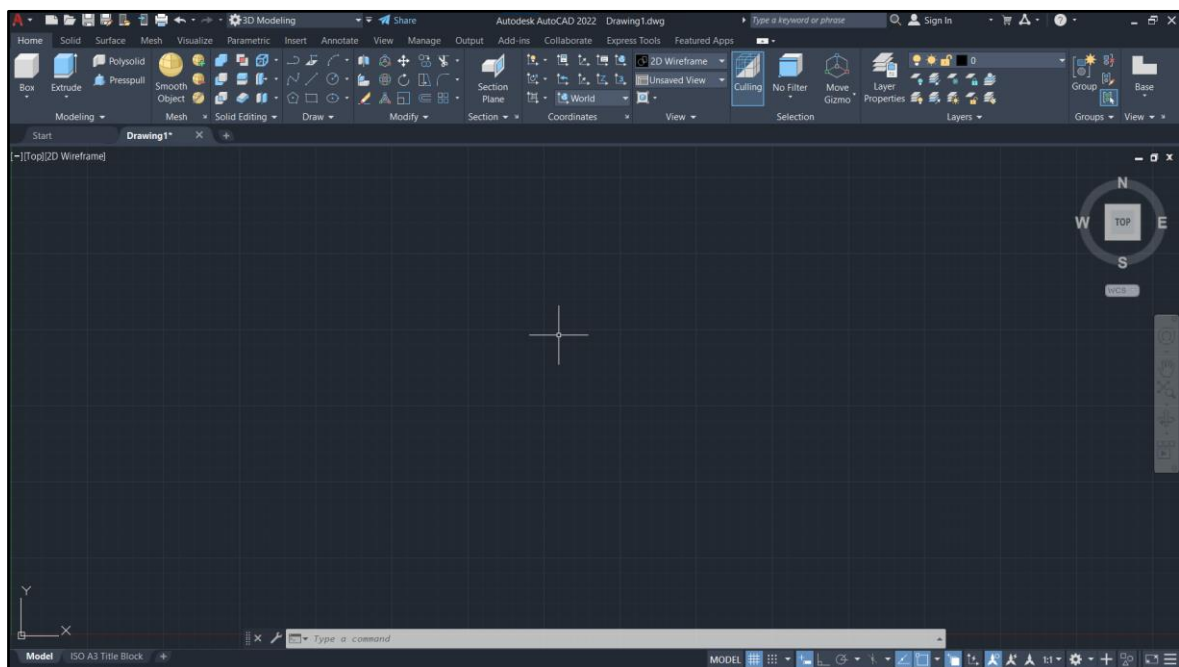 3D Modeling Share Autodesk AutoCAD 2022 Drawing1.dwg Type a keyword or phrase Sign In
Home Solid Surface Mesh Visualize Parametric Insert Annotate View Manage Output Add-ins Collaborate Express Tools Featured Apps
Polysolid 2D Wireframe 0
Presspull Unsaved View
Box Extrude Smooth Object Section Plane World Culling No Filter Move Gizmo Layer Properties Group Base
Modeling Mesh Solid Editing Draw Modify Section Coordinates View Selection Layers Groups View
Start Drawing1*
[−][Top][2D Wireframe]
N
W TOP E
S
WCS
Y
X
Type a command
Model ISO A3 Title Block MODEL 1:1